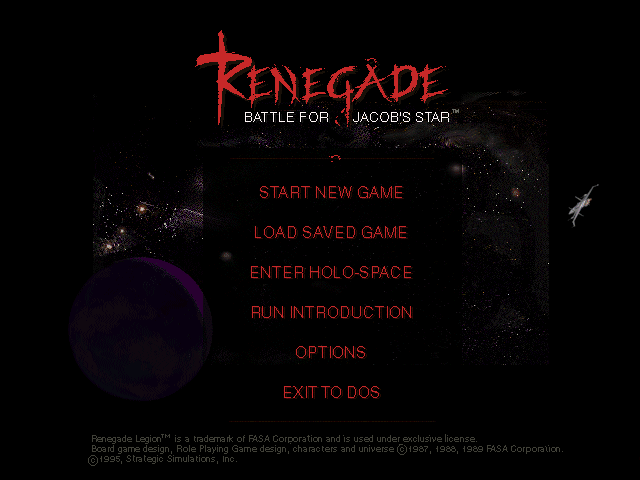 RENEGADE
BATTLE FOR JACOB'S STAR™
START NEW GAME
LOAD SAVED GAME
ENTER HOLO-SPACE
RUN INTRODUCTION
OPTIONS
EXIT TO DOS
Renegade Legion™ is a trademark of FASA Corporation and is used under exclusive license.
Board game design, Role Playing Game design, characters and universe ©1987, 1988, 1989 FASA Corporation.
©1995, Strategic Simulations, Inc.